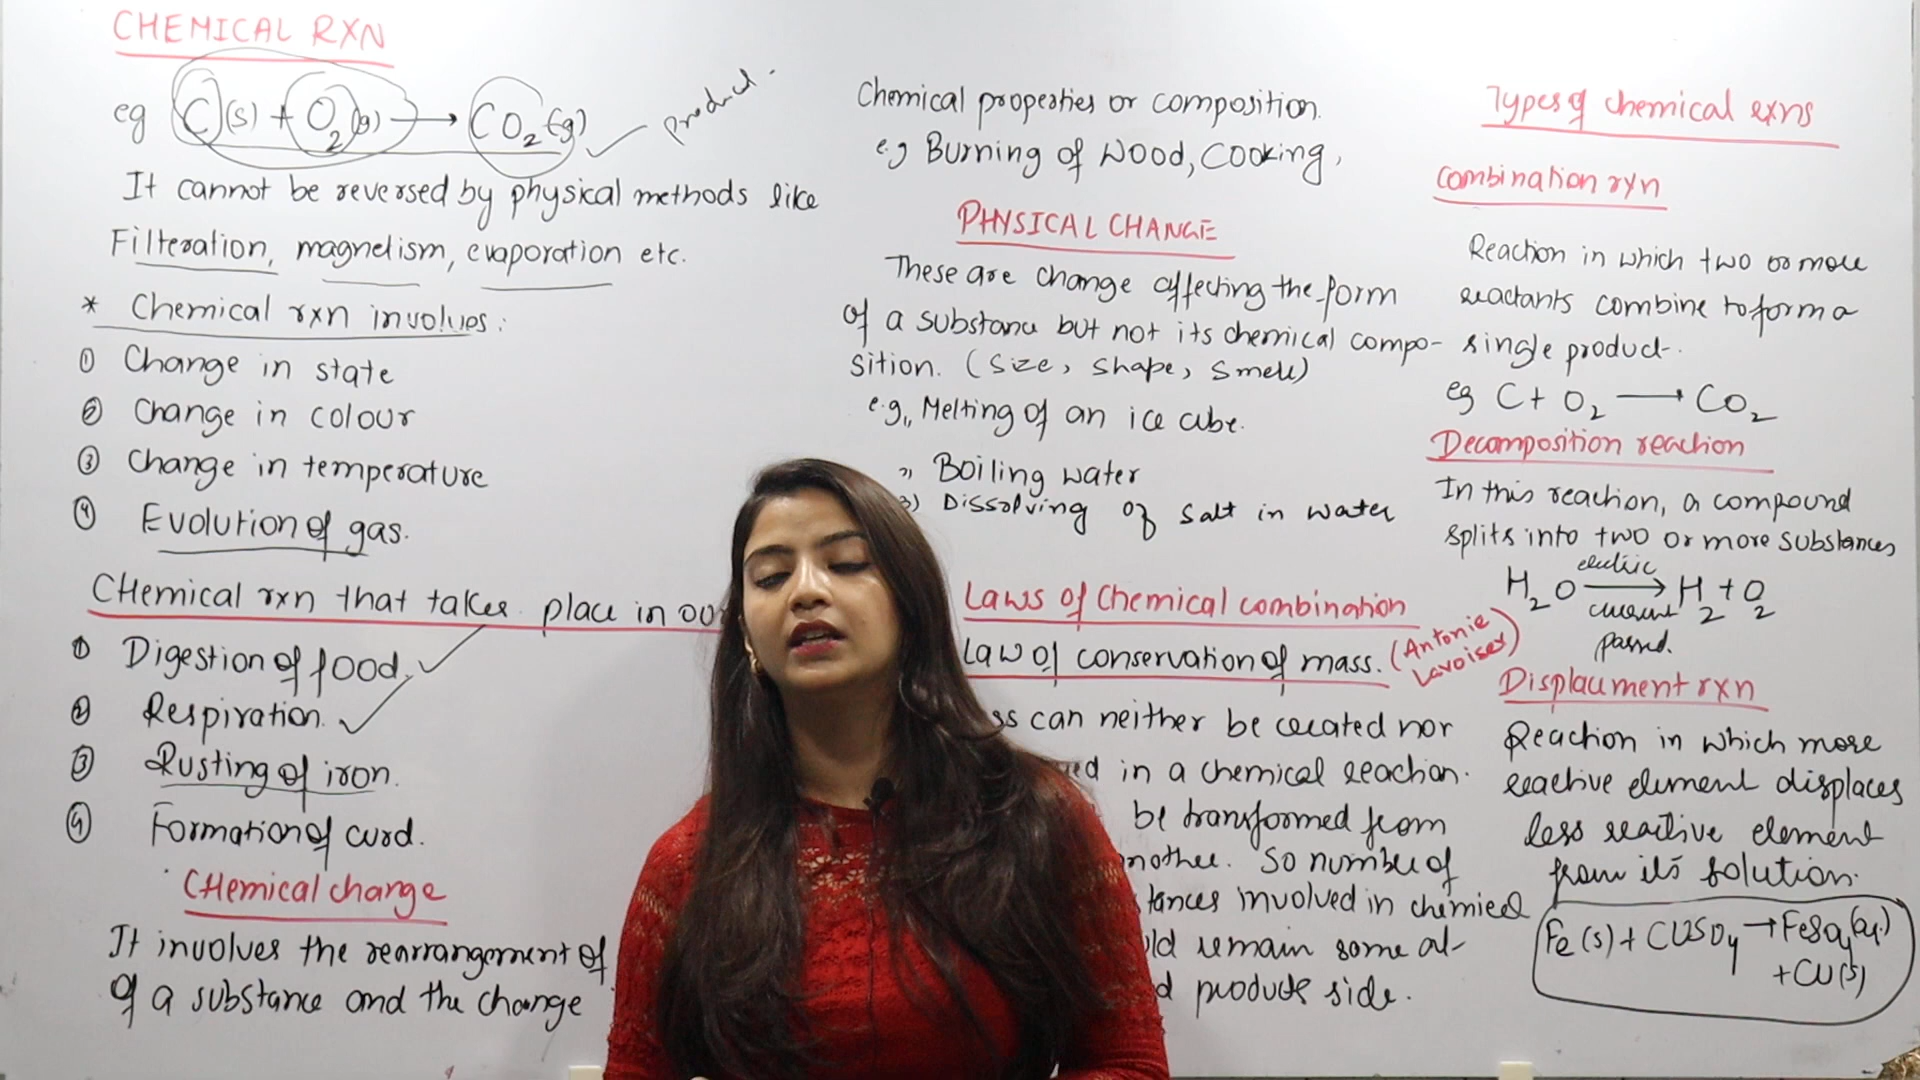 CHEMICAL RXN
eg C(s) + O2(g) → CO2(g) product.
It cannot be reversed by physical methods like
Filteration, magnetism, evaporation etc.
* Chemical rxn involves:
① Change in state
② Change in colour
③ Change in temperature
④ Evolution of gas.
CHemical rxn that takes place in ou
① Digestion of food.
② Respiration.
③ Rusting of iron.
④ Formation of curd.
CHemical change
It involves the rearrangement of
of a substance and the change
Chemical properties or composition.
e.g Burning of Wood, Cooking,
PHYSICAL CHANGE
These are change affecting the form
of a substance but not its chemical compo-
sition. (Size, Shape, Smell)
e.g, Melting of an ice cube.
2) Boiling water
3) Dissolving of salt in water
Laws of Chemical combination
Law of conservation of mass. (Antonie
Lavoiser)
ss can neither be created nor
ed in a chemical reaction.
be transformed from
nother. So number of
tances involved in chemical
ld remain same at
d products side.
Types of chemical rxns
Combination rxn
Reaction in which two or more
reactants combine to form a
single product.
eg C + O2 → CO2
Decomposition reaction
In this reaction, a compound
splits into two or more substances
electric
H2O → H2 + O2
current
passed.
Displacement rxn
Reaction in which more
reactive element displaces
less reactive element
from it's solution.
Fe(s) + CUSO4 → FeSO4(aq.)
+ CU(s)